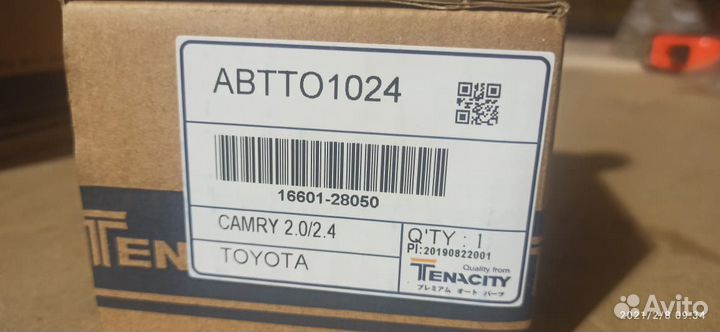 ABTTO1024
16601-28050
CAMRY 2.0/2.4
TOYOTA
Q'TY : 1
PI:20190822001
Quality from
TENACITY
プレミアム オート パーツ
TENACITY
Avito
2021/2/8 09:34